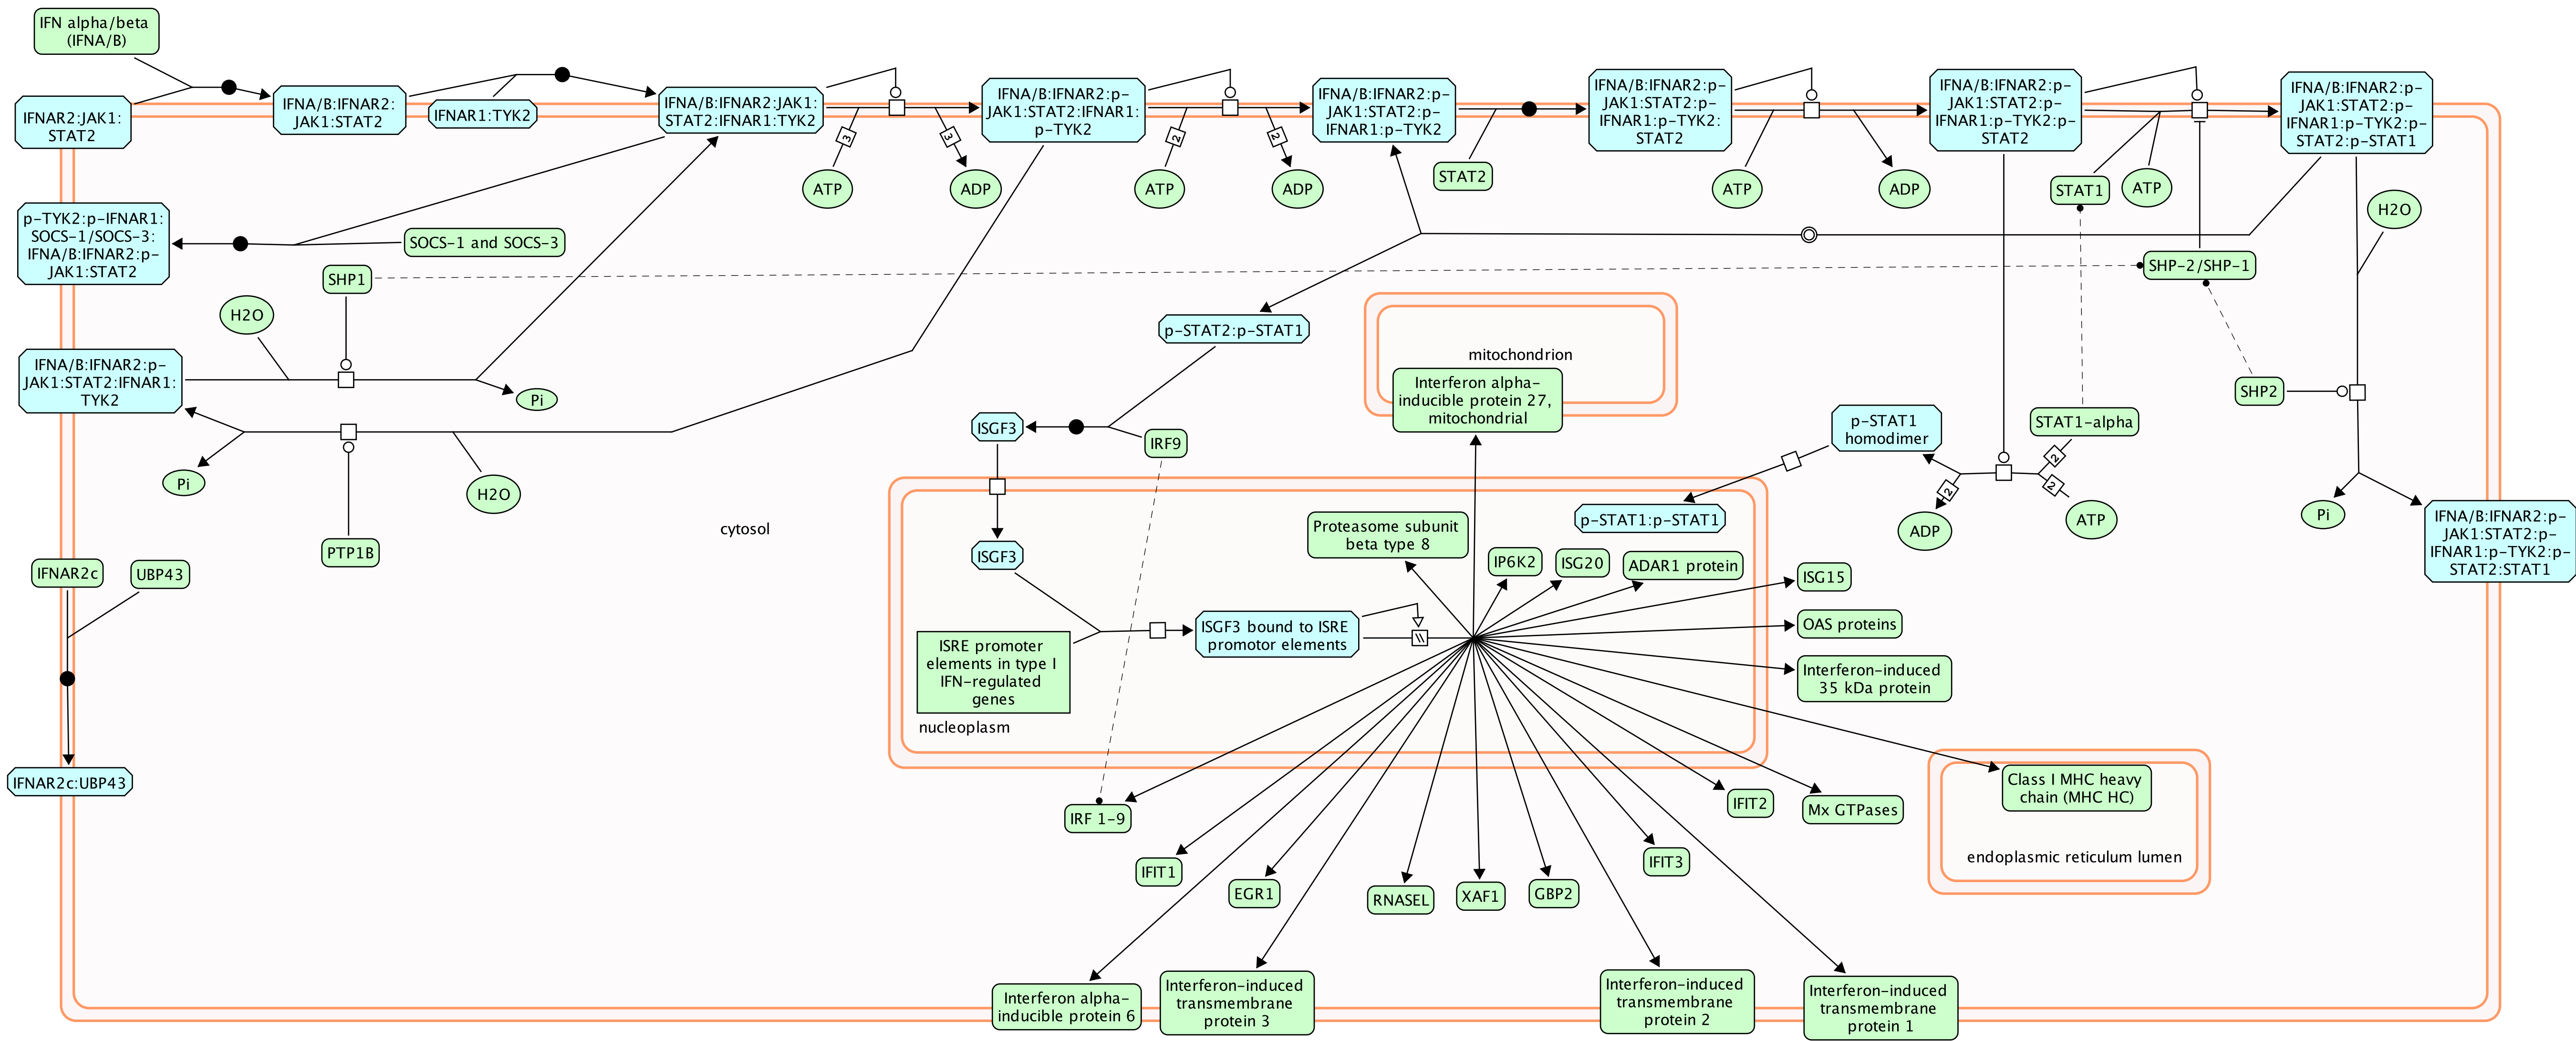 IFN alpha/beta
(IFNA/B)
IFNAR2:JAK1:
STAT2
IFNA/B:IFNAR2:
JAK1:STAT2
IFNAR1:TYK2
IFNA/B:IFNAR2:JAK1:
STAT2:IFNAR1:TYK2
3
ATP
3
ADP
IFNA/B:IFNAR2:p-
JAK1:STAT2:IFNAR1:
p-TYK2
2
ATP
2
ADP
IFNA/B:IFNAR2:p-
JAK1:STAT2:p-
IFNAR1:p-TYK2
STAT2
IFNA/B:IFNAR2:p-
JAK1:STAT2:p-
IFNAR1:p-TYK2:
STAT2
ATP
ADP
IFNA/B:IFNAR2:p-
JAK1:STAT2:p-
IFNAR1:p-TYK2:p-
STAT2
STAT1
ATP
IFNA/B:IFNAR2:p-
JAK1:STAT2:p-
IFNAR1:p-TYK2:p-
STAT2:p-STAT1
H2O
p-TYK2:p-IFNAR1:
SOCS-1/SOCS-3:
IFNA/B:IFNAR2:p-
JAK1:STAT2
SOCS-1 and SOCS-3
SHP1
SHP-2/SHP-1
H2O
p-STAT2:p-STAT1
mitochondrion
Interferon alpha-
inducible protein 27,
mitochondrial
IFNA/B:IFNAR2:p-
JAK1:STAT2:IFNAR1:
TYK2
Pi
SHP2
ISGF3
IRF9
p-STAT1
homodimer
STAT1-alpha
2
2
2
ADP
ATP
Pi
Pi
H2O
PTP1B
cytosol
ISGF3
Proteasome subunit
beta type 8
p-STAT1:p-STAT1
IP6K2
ISG20
ADAR1 protein
ISG15
IFNA/B:IFNAR2:p-
JAK1:STAT2:p-
IFNAR1:p-TYK2:p-
STAT2:STAT1
IFNAR2c
UBP43
ISRE promoter
elements in type I
IFN-regulated
genes
ISGF3 bound to ISRE
promotor elements
OAS proteins
Interferon-induced
35 kDa protein
nucleoplasm
IFNAR2c:UBP43
IRF 1-9
IFIT2
Mx GTPases
Class I MHC heavy
chain (MHC HC)
endoplasmic reticulum lumen
IFIT1
EGR1
RNASEL
XAF1
GBP2
IFIT3
Interferon alpha-
inducible protein 6
Interferon-induced
transmembrane
protein 3
Interferon-induced
transmembrane
protein 2
Interferon-induced
transmembrane
protein 1